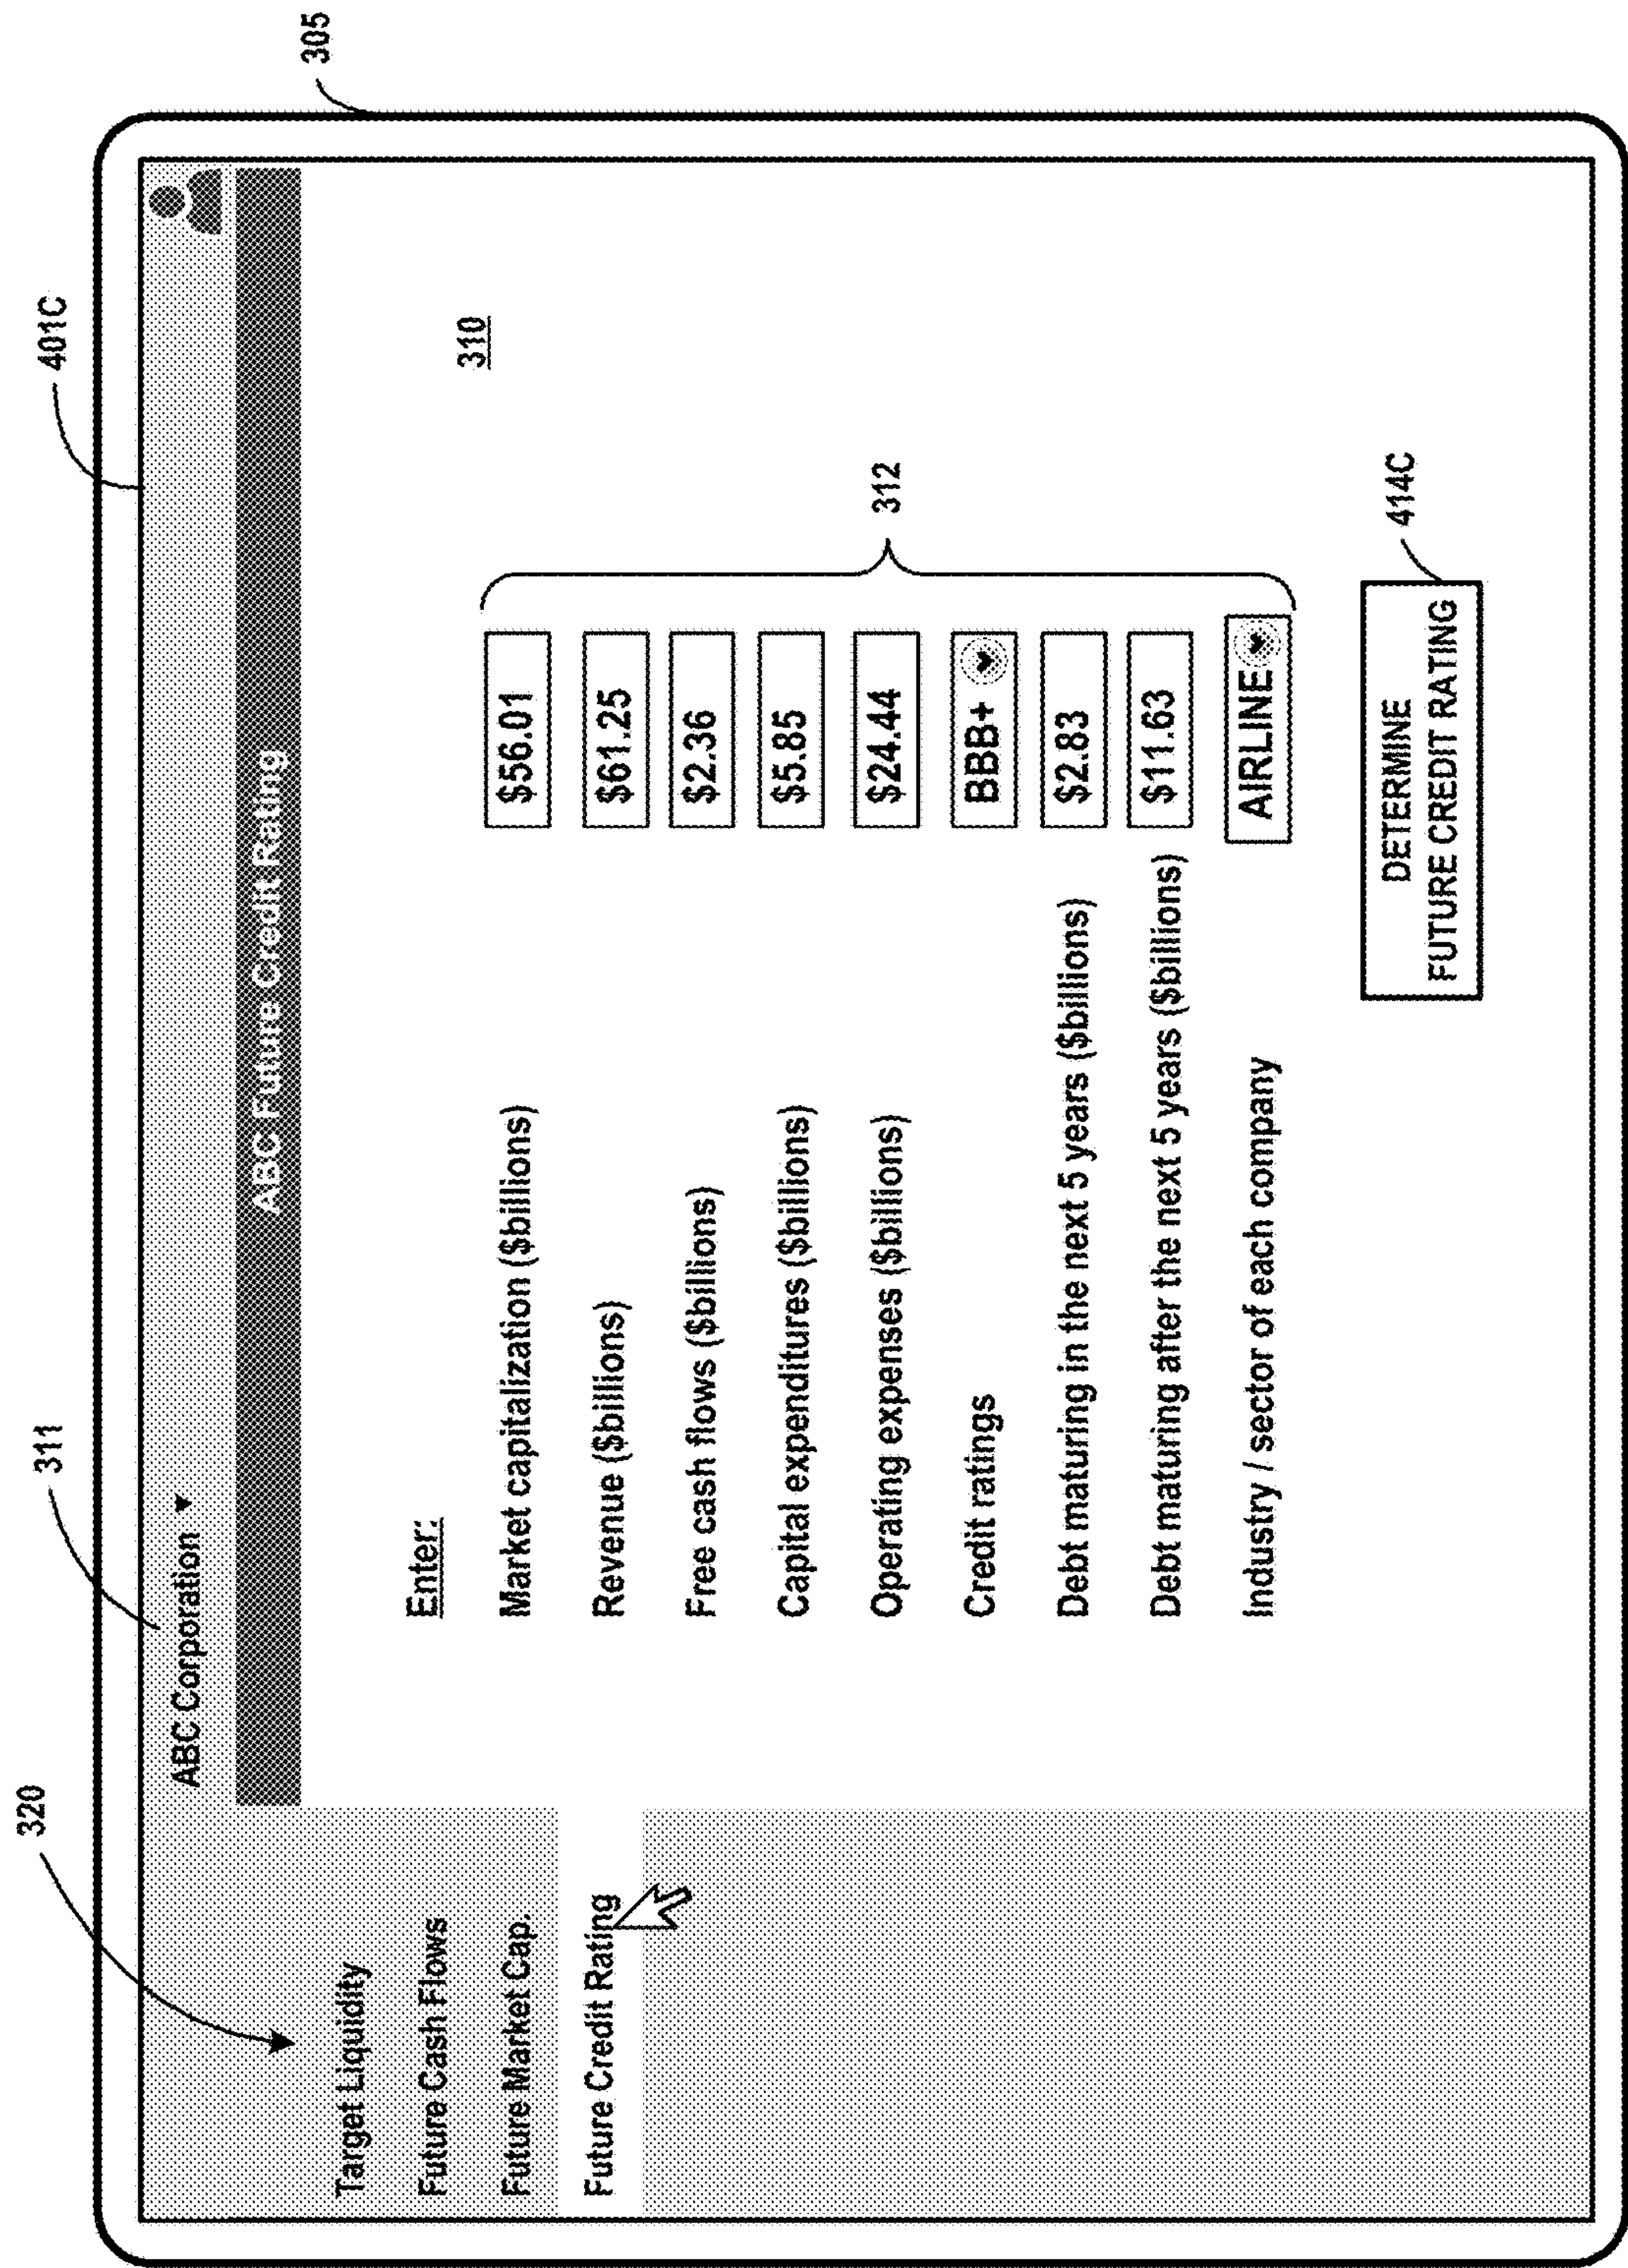 320
311
401C
305
ABC Corporation
ABC Future Credit Rating
Target Liquidity
Future Cash Flows
Future Market Cap.
Future Credit Rating
310
Enter:
Market capitalization ($billions) $56.01
Revenue ($billions) $61.25
Free cash flows ($billions) $2.36
Capital expenditures ($billions) $5.85
Operating expenses ($billions) $24.44
Credit ratings BBB+
Debt maturing in the next 5 years ($billions) $2.83
Debt maturing after the next 5 years ($billions) $11.63
Industry / sector of each company AIRLINE
312
414C
DETERMINE
FUTURE CREDIT RATING